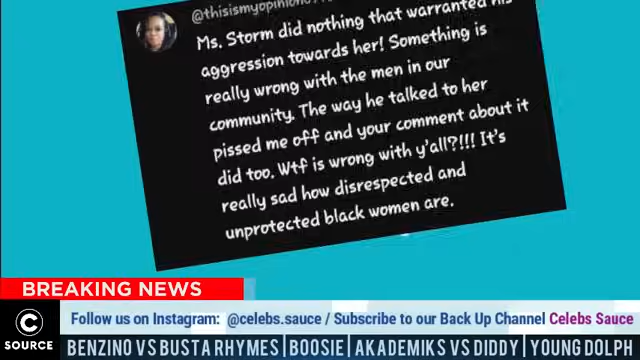 @thisismyopinion
Ms. Storm did nothing that warranted his
aggression towards her! Something is
really wrong with the men in our
community. The way he talked to her
pissed me off and your comment about it
did too. Wtf is wrong with y'all?!!! It's
really sad how disrespected and
unprotected black women are.
BREAKING NEWS
C
SOURCE
Follow us on Instagram: @celebs.sauce / Subscribe to our Back Up Channel Celebs Sauce
BENZINO VS BUSTA RHYMES | BOOSIE | AKADEMIKS VS DIDDY | YOUNG DOLPH